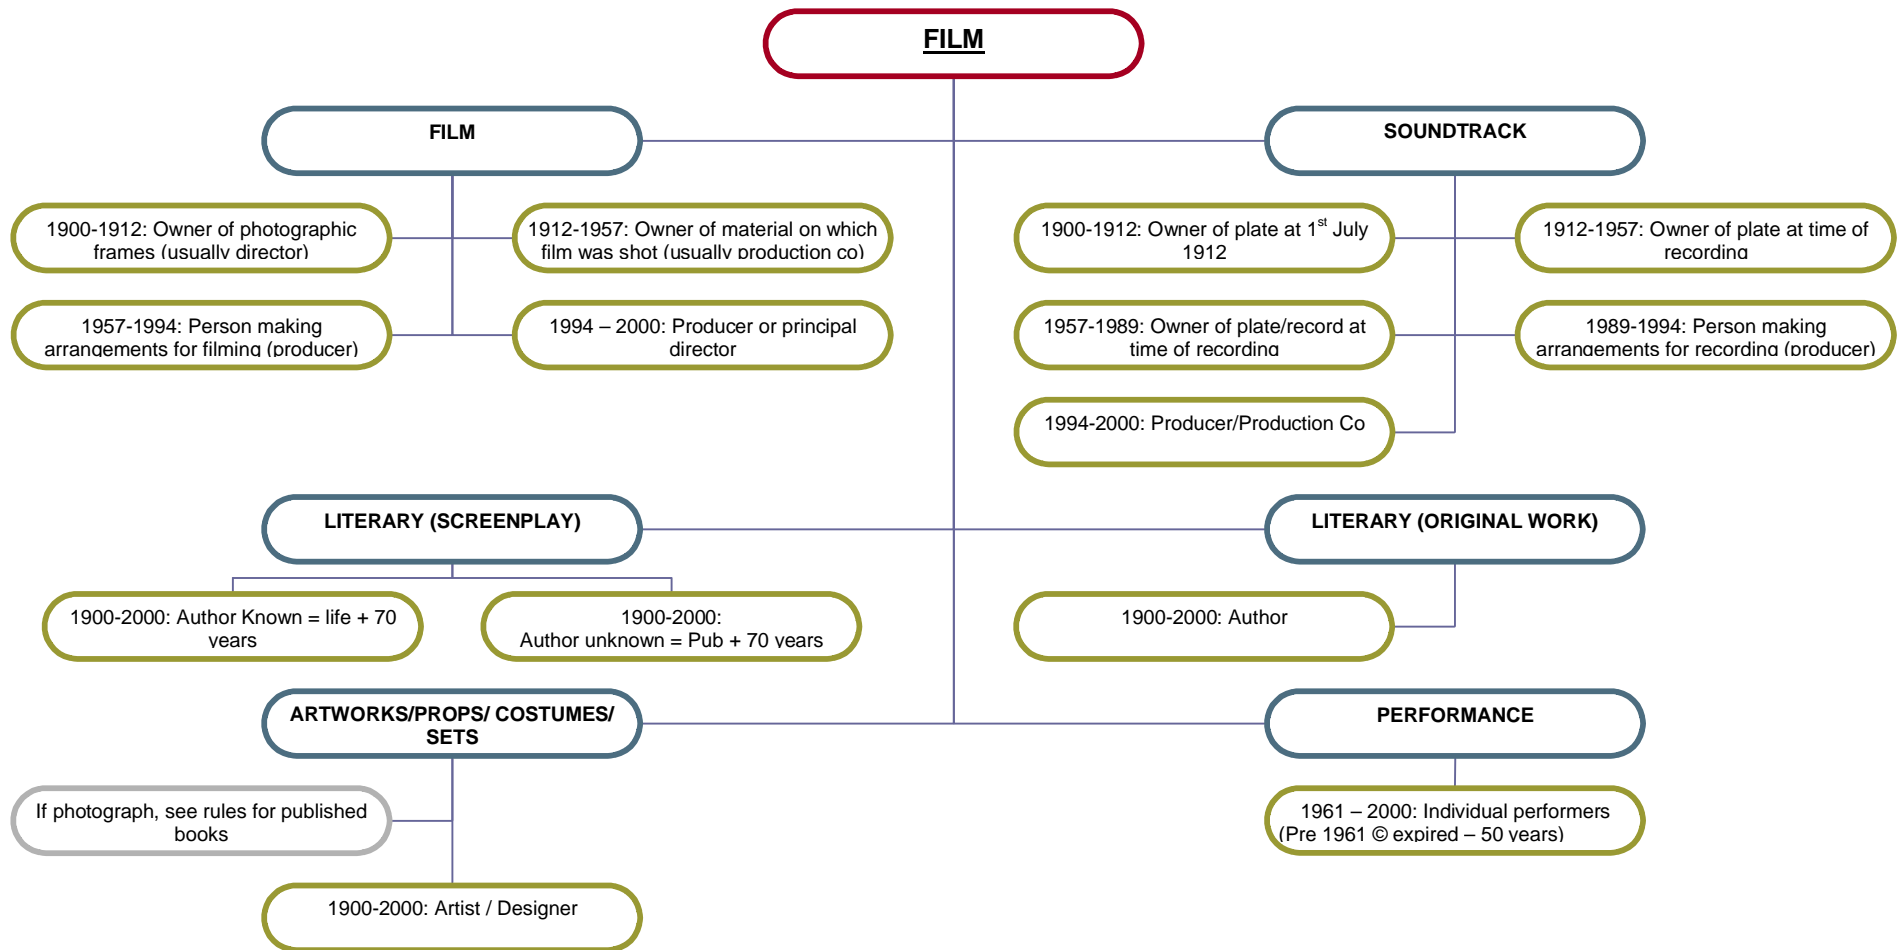 FILM
FILM
SOUNDTRACK
1900-1912: Owner of photographic
frames (usually director)
1912-1957: Owner of material on which
film was shot (usually production co)
1900-1912: Owner of plate at 1st July
1912
1912-1957: Owner of plate at time of
recording
1957-1994: Person making
arrangements for filming (producer)
1994 – 2000: Producer or principal
director
1957-1989: Owner of plate/record at
time of recording
1989-1994: Person making
arrangements for recording (producer)
1994-2000: Producer/Production Co
LITERARY (SCREENPLAY)
LITERARY (ORIGINAL WORK)
1900-2000: Author Known = life + 70
years
1900-2000:
Author unknown = Pub + 70 years
1900-2000: Author
ARTWORKS/PROPS/ COSTUMES/
SETS
PERFORMANCE
If photograph, see rules for published
books
1961 – 2000: Individual performers
(Pre 1961 © expired – 50 years)
1900-2000: Artist / Designer